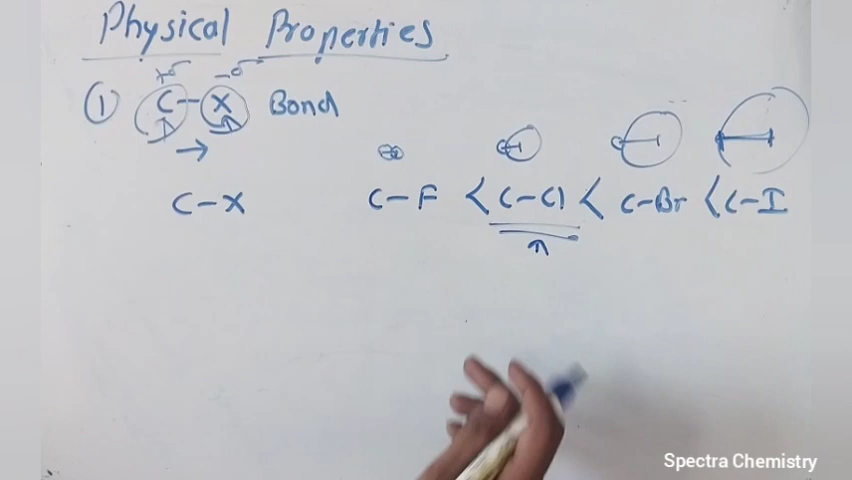 Physical Properties
+δ -δ
① C-X Bond
C-X C-F < C-Cl < C-Br < C-I
Spectra Chemistry